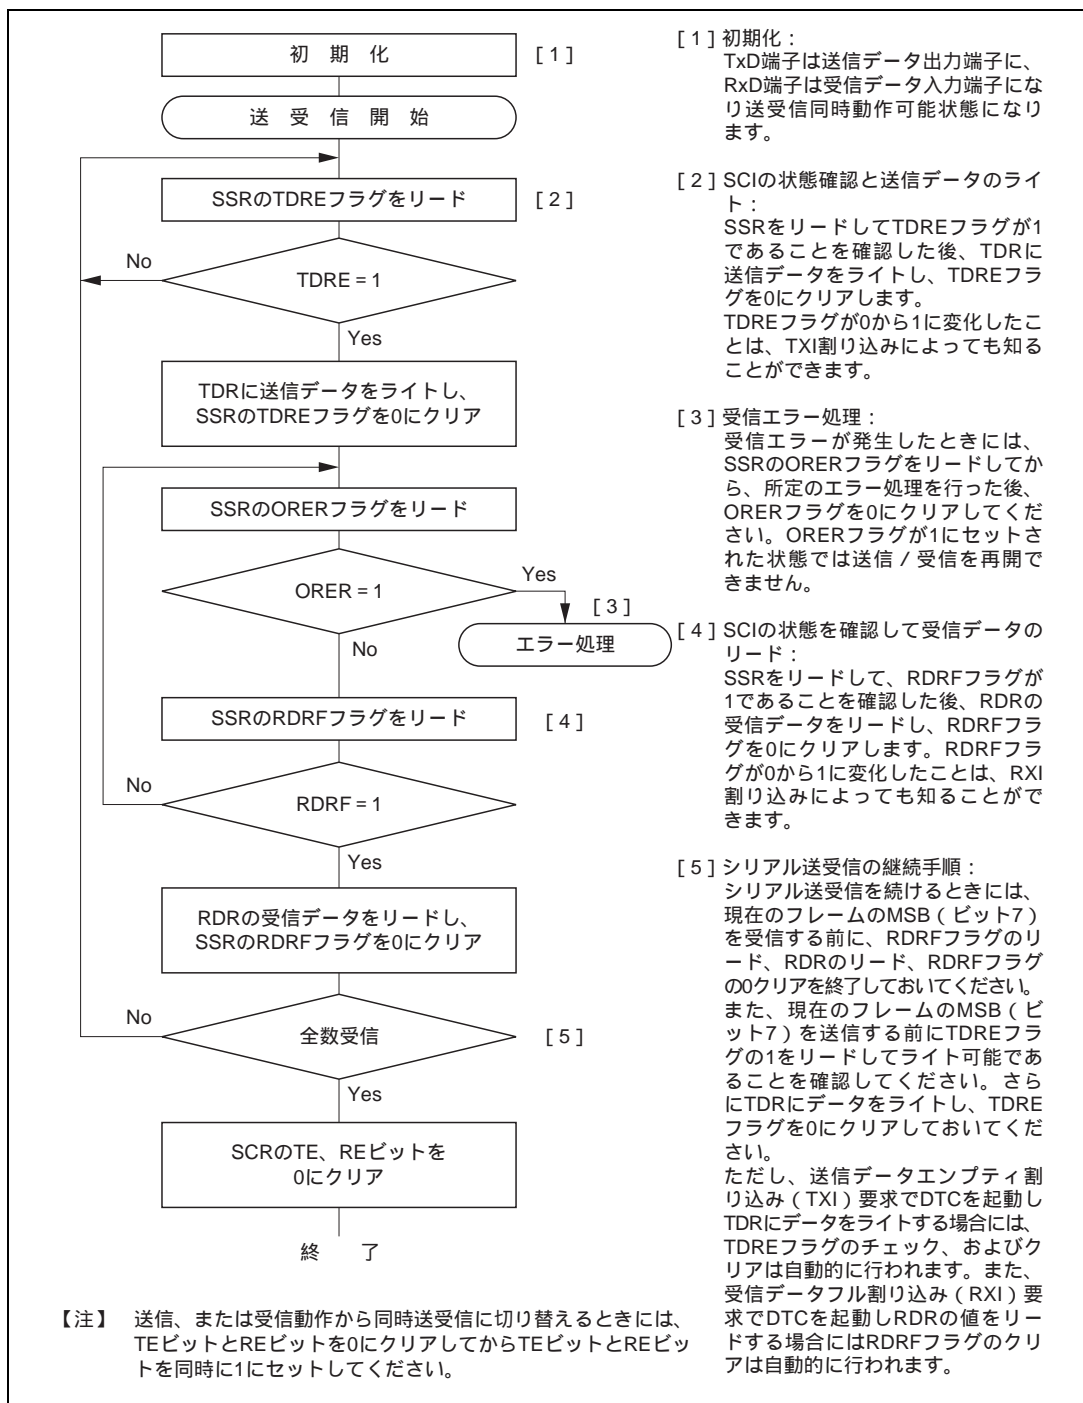 初　期　化
[ 1 ]
送　受　信　開　始
SSRのTDREフラグをリード
[ 2 ]
No
TDRE = 1
Yes
TDRに送信データをライトし、
SSRのTDREフラグを0にクリア
SSRのORERフラグをリード
ORER = 1
Yes
[ 3 ]
エラー処理
No
SSRのRDRFフラグをリード
[ 4 ]
No
RDRF = 1
Yes
RDRの受信データをリードし、
SSRのRDRFフラグを0にクリア
No
全数受信
[ 5 ]
Yes
SCRのTE、REビットを
0にクリア
終　了
[ 1 ] 初期化：
TxD端子は送信データ出力端子に、
RxD端子は受信データ入力端子にな
り送受信同時動作可能状態になり
ます。
[ 2 ] SCIの状態確認と送信データのライ
ト：
SSRをリードしてTDREフラグが1
であることを確認した後、TDRに
送信データをライトし、TDREフラ
グを0にクリアします。
TDREフラグが0から1に変化したこ
とは、TXI割り込みによっても知る
ことができます。
[ 3 ] 受信エラー処理：
受信エラーが発生したときには、
SSRのORERフラグをリードしてか
ら、所定のエラー処理を行った後、
ORERフラグを0にクリアしてくだ
さい。ORERフラグが1にセットさ
れた状態では送信／受信を再開で
きません。
[ 4 ] SCIの状態を確認して受信データの
リード：
SSRをリードして、RDRFフラグが
1であることを確認した後、RDRの
受信データをリードし、RDRFフラ
グを0にクリアします。RDRFフラ
グが0から1に変化したことは、RXI
割り込みによっても知ることがで
きます。
[ 5 ] シリアル送受信の継続手順：
シリアル送受信を続けるときには、
現在のフレームのMSB（ビット7）
を受信する前に、RDRFフラグのリ
ード、RDRのリード、RDRFフラグ
の0クリアを終了しておいてください。
また、現在のフレームのMSB（ビ
ット7）を送信する前にTDREフラ
グの1をリードしてライト可能であ
ることを確認してください。さら
にTDRにデータをライトし、TDRE
フラグを0にクリアしておいてくだ
さい。
ただし、送信データエンプティ割
り込み（TXI）要求でDTCを起動し
TDRにデータをライトする場合には、
TDREフラグのチェック、およびク
リアは自動的に行われます。また、
受信データフル割り込み（RXI）要
求でDTCを起動しRDRの値をリー
ドする場合にはRDRFフラグのクリ
アは自動的に行われます。
【注】　送信、または受信動作から同時送受信に切り替えるときには、
TEビットとREビットを0にクリアしてからTEビットとREビッ
トを同時に1にセットしてください。